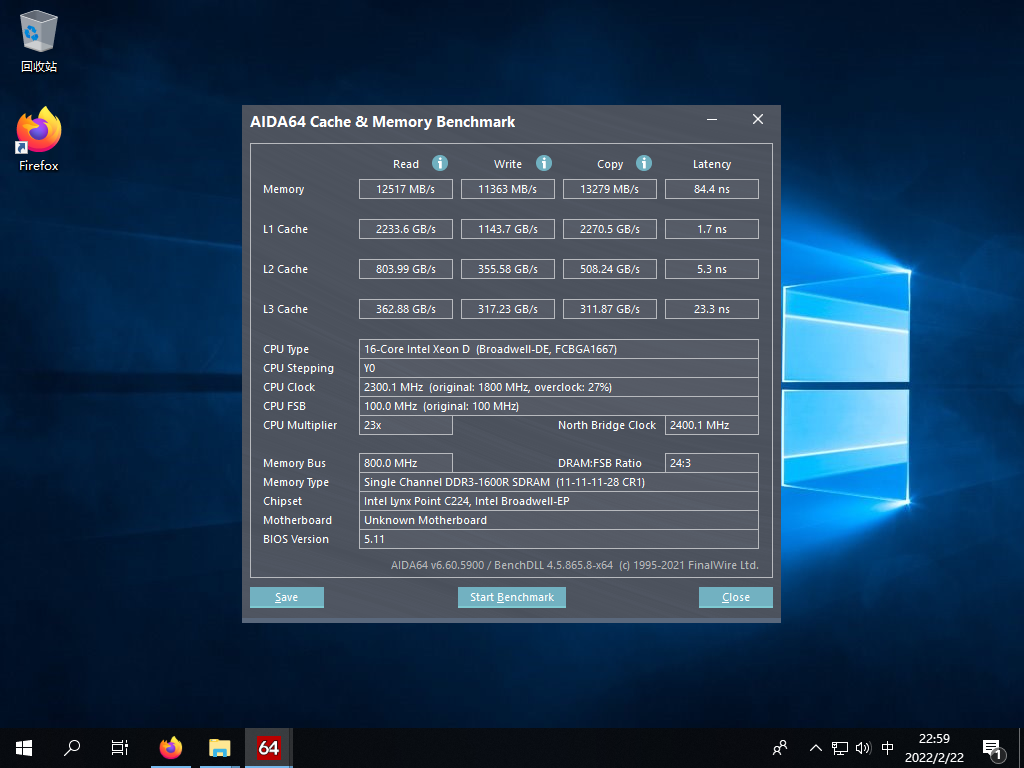 回收站
Firefox
AIDA64 Cache & Memory Benchmark
Read Write Copy Latency
Memory 12517 MB/s 11363 MB/s 13279 MB/s 84.4 ns
L1 Cache 2233.6 GB/s 1143.7 GB/s 2270.5 GB/s 1.7 ns
L2 Cache 803.99 GB/s 355.58 GB/s 508.24 GB/s 5.3 ns
L3 Cache 362.88 GB/s 317.23 GB/s 311.87 GB/s 23.3 ns
CPU Type 16-Core Intel Xeon D (Broadwell-DE, FCBGA1667)
CPU Stepping Y0
CPU Clock 2300.1 MHz (original: 1800 MHz, overclock: 27%)
CPU FSB 100.0 MHz (original: 100 MHz)
CPU Multiplier 23x North Bridge Clock 2400.1 MHz
Memory Bus 800.0 MHz DRAM:FSB Ratio 24:3
Memory Type Single Channel DDR3-1600R SDRAM (11-11-11-28 CR1)
Chipset Intel Lynx Point C224, Intel Broadwell-EP
Motherboard Unknown Motherboard
BIOS Version 5.11
AIDA64 v6.60.5900 / BenchDLL 4.5.865.8-x64 (c) 1995-2021 FinalWire Ltd.
Save Start Benchmark Close
64 中 22:59 1
2022/2/22